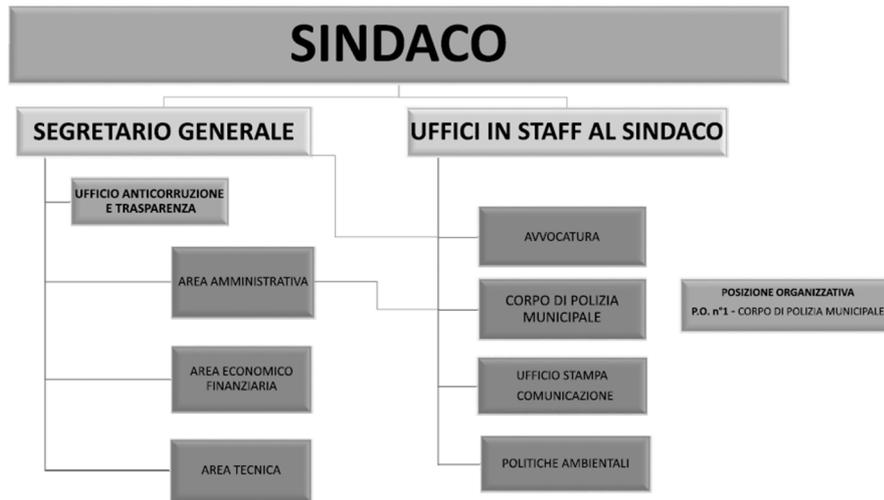 SINDACO
SEGRETARIO GENERALE
UFFICI IN STAFF AL SINDACO
UFFICIO ANTICORRUZIONE
E TRASPARENZA
AVVOCATURA
AREA AMMINISTRATIVA
CORPO DI POLIZIA
MUNICIPALE
POSIZIONE ORGANIZZATIVA
P.O. n°1 - CORPO DI POLIZIA MUNICIPALE
AREA ECONOMICO
FINANZIARIA
UFFICIO STAMPA
COMUNICAZIONE
AREA TECNICA
POLITICHE AMBIENTALI